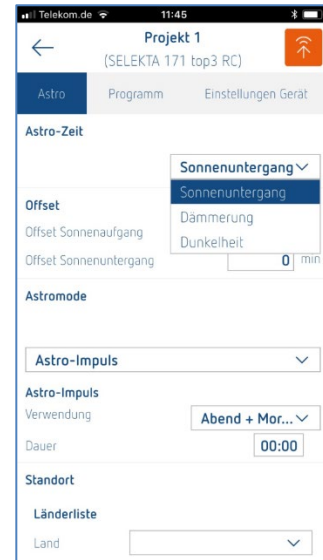 Telekom.de 11:45
Projekt 1
(SELEKTA 171 top3 RC)
Astro Programm Einstellungen Gerät
Astro-Zeit
Sonnenuntergang
Sonnenuntergang
Dämmerung
Dunkelheit
Offset
Offset Sonnenaufgang
Offset Sonnenuntergang 0 min
Astromode
Astro-Impuls
Astro-Impuls
Verwendung Abend + Mor...
Dauer 00:00
Standort
Länderliste
Land